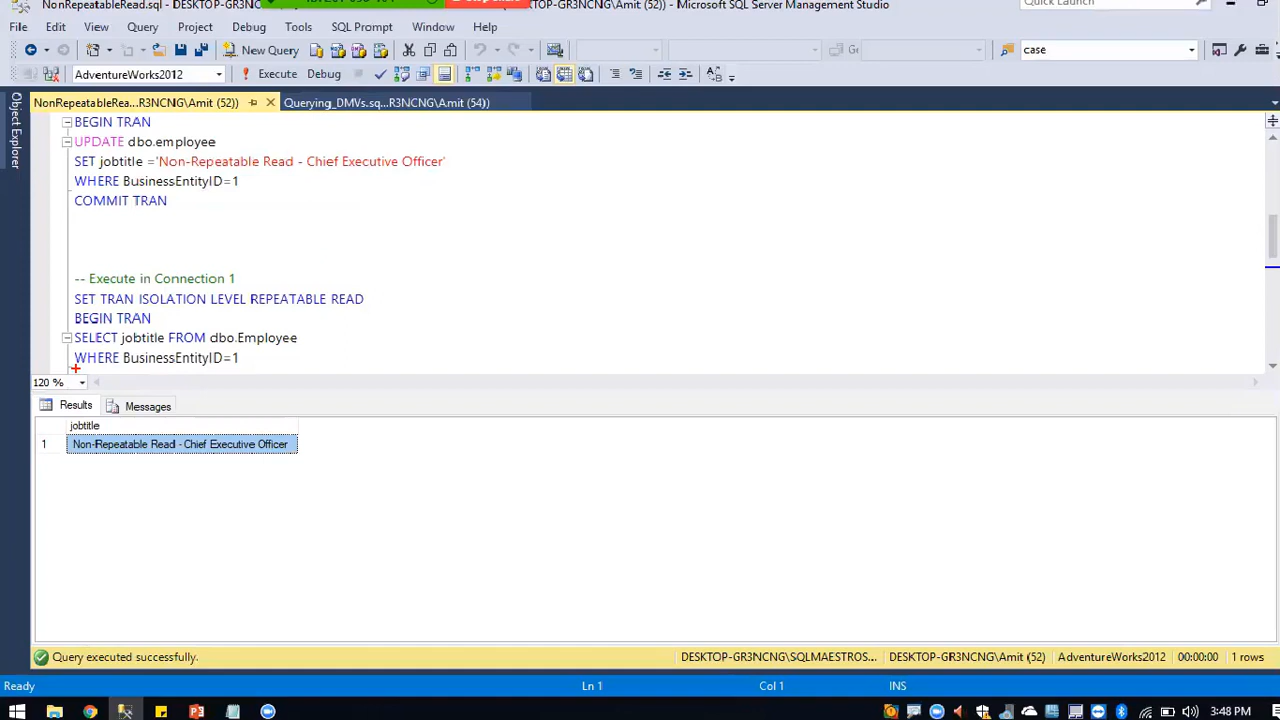 NonRepeatableRead.sql - DESKTOP-GR3NCNG\
DESKTOP-GR3NCNG\Amit (52)) - Microsoft SQL Server Management Studio
Quick Launch
File Edit View Query Project Debug Tools SQL Prompt Window Help
New Query
case
AdventureWorks2012
Execute Debug
NonRepeatableRea...R3NCNG\Amit (52))
Querying_DMVs.sq...R3NCNG\Amit (54))
Object Explorer
BEGIN TRAN
UPDATE dbo.employee
SET jobtitle ='Non-Repeatable Read - Chief Executive Officer'
WHERE BusinessEntityID=1
COMMIT TRAN
-- Execute in Connection 1
SET TRAN ISOLATION LEVEL REPEATABLE READ
BEGIN TRAN
SELECT jobtitle FROM dbo.Employee
WHERE BusinessEntityID=1
120 %
Results Messages
jobtitle
1 Non-Repeatable Read - Chief Executive Officer
Query executed successfully.
DESKTOP-GR3NCNG\SQLMAESTROS... DESKTOP-GR3NCNG\Amit (52) AdventureWorks2012 00:00:00 1 rows
Ready Ln 1 Col 1 INS
3:48 PM